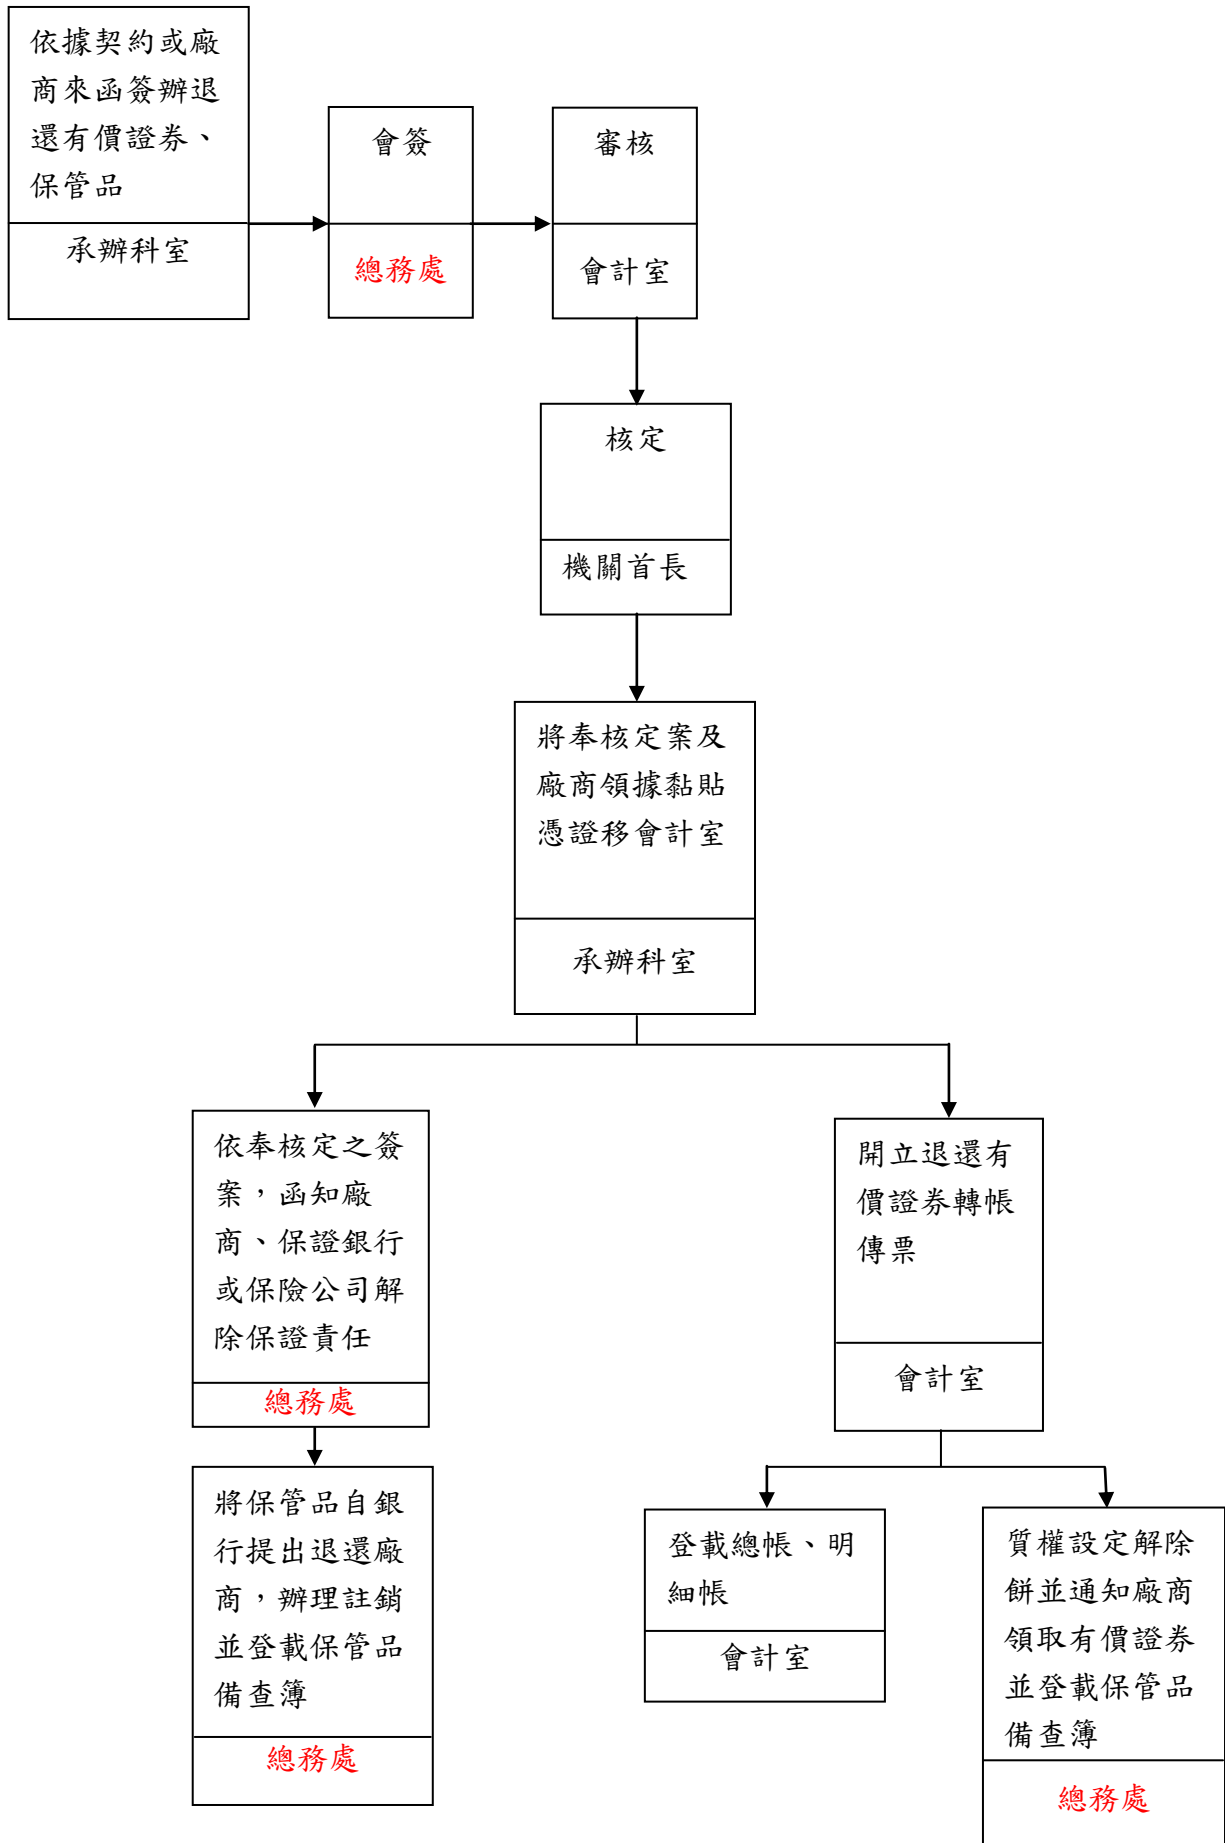 依據契約或廠
商來函簽辦退
還有價證券、
保管品
承辦科室
會簽
總務處
審核
會計室
核定
機關首長
將奉核定案及
廠商領據黏貼
憑證移會計室
承辦科室
依奉核定之簽
案，函知廠
商、保證銀行
或保險公司解
除保證責任
總務處
將保管品自銀
行提出退還廠
商，辦理註銷
並登載保管品
備查簿
總務處
開立退還有
價證券轉帳
傳票
會計室
登載總帳、明
細帳
會計室
質權設定解除
餅並通知廠商
領取有價證券
並登載保管品
備查簿
總務處